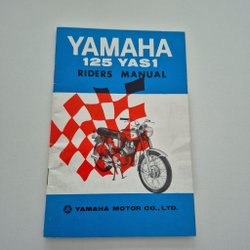 YAMAHA
125 YAS1
RIDERS MANUAL
YAMAHA MOTOR CO., LTD.